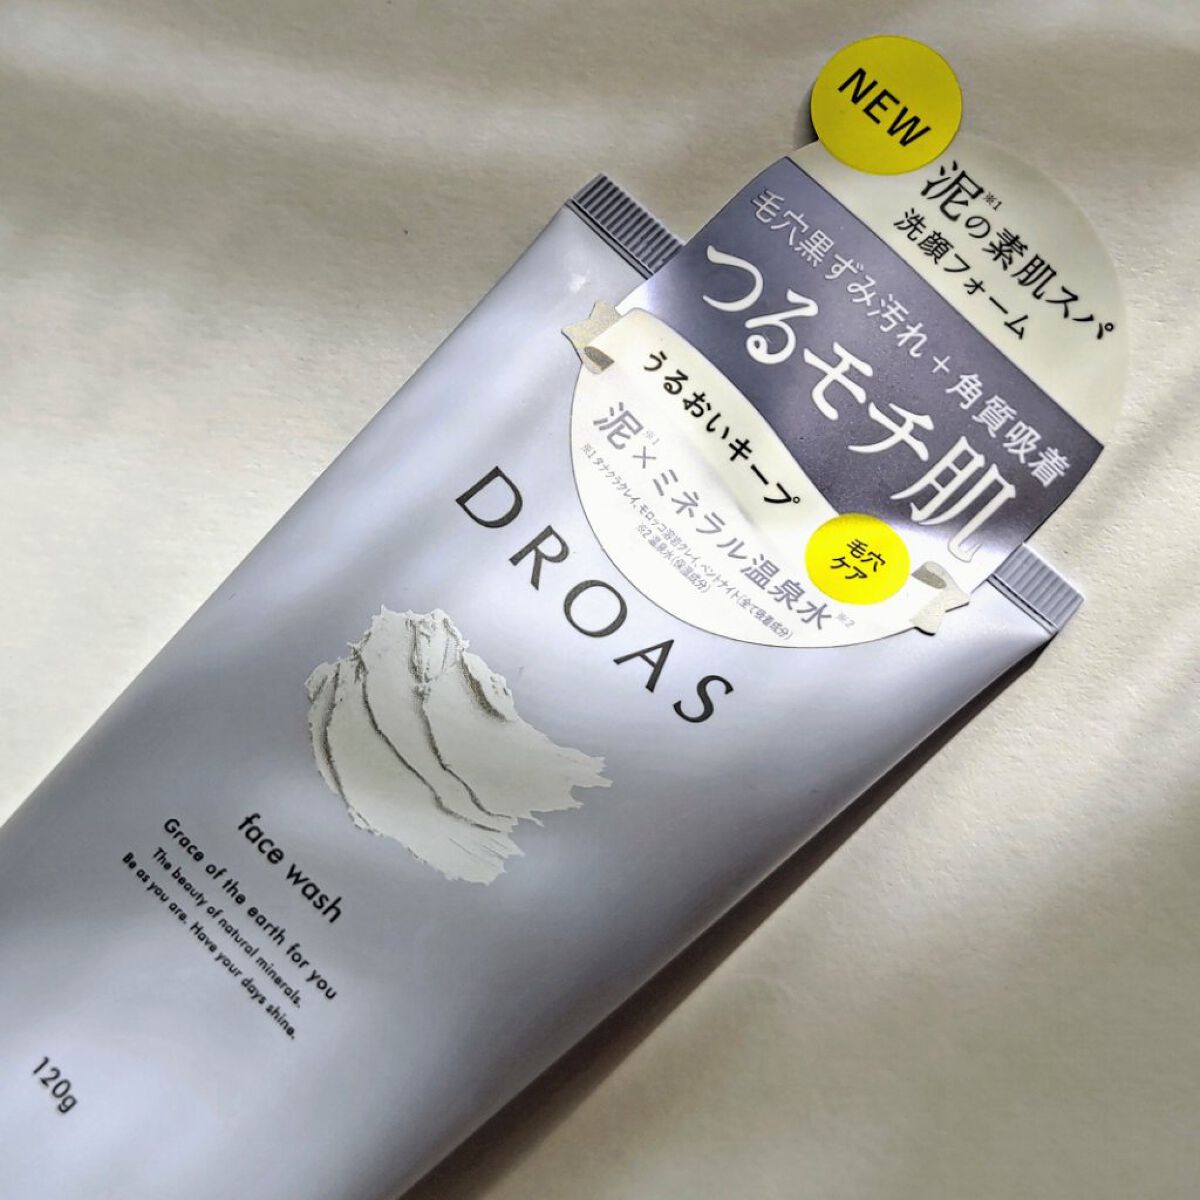 NEW
泥※1の素肌スパ
洗顔フォーム
毛穴黒ずみ汚れ+角質吸着
つるモチ肌
うるおいキープ
泥※1×ミネラル温泉水※2
※1 タナクラクレイ、モロッコ溶岩クレイ、ベントナイト(全て吸着成分)
※2 温泉水(保湿成分)
毛穴
ケア
DROAS
face wash
Grace of the earth for you
The beauty of natural minerals.
Be as you are. Have your days shine.
120g